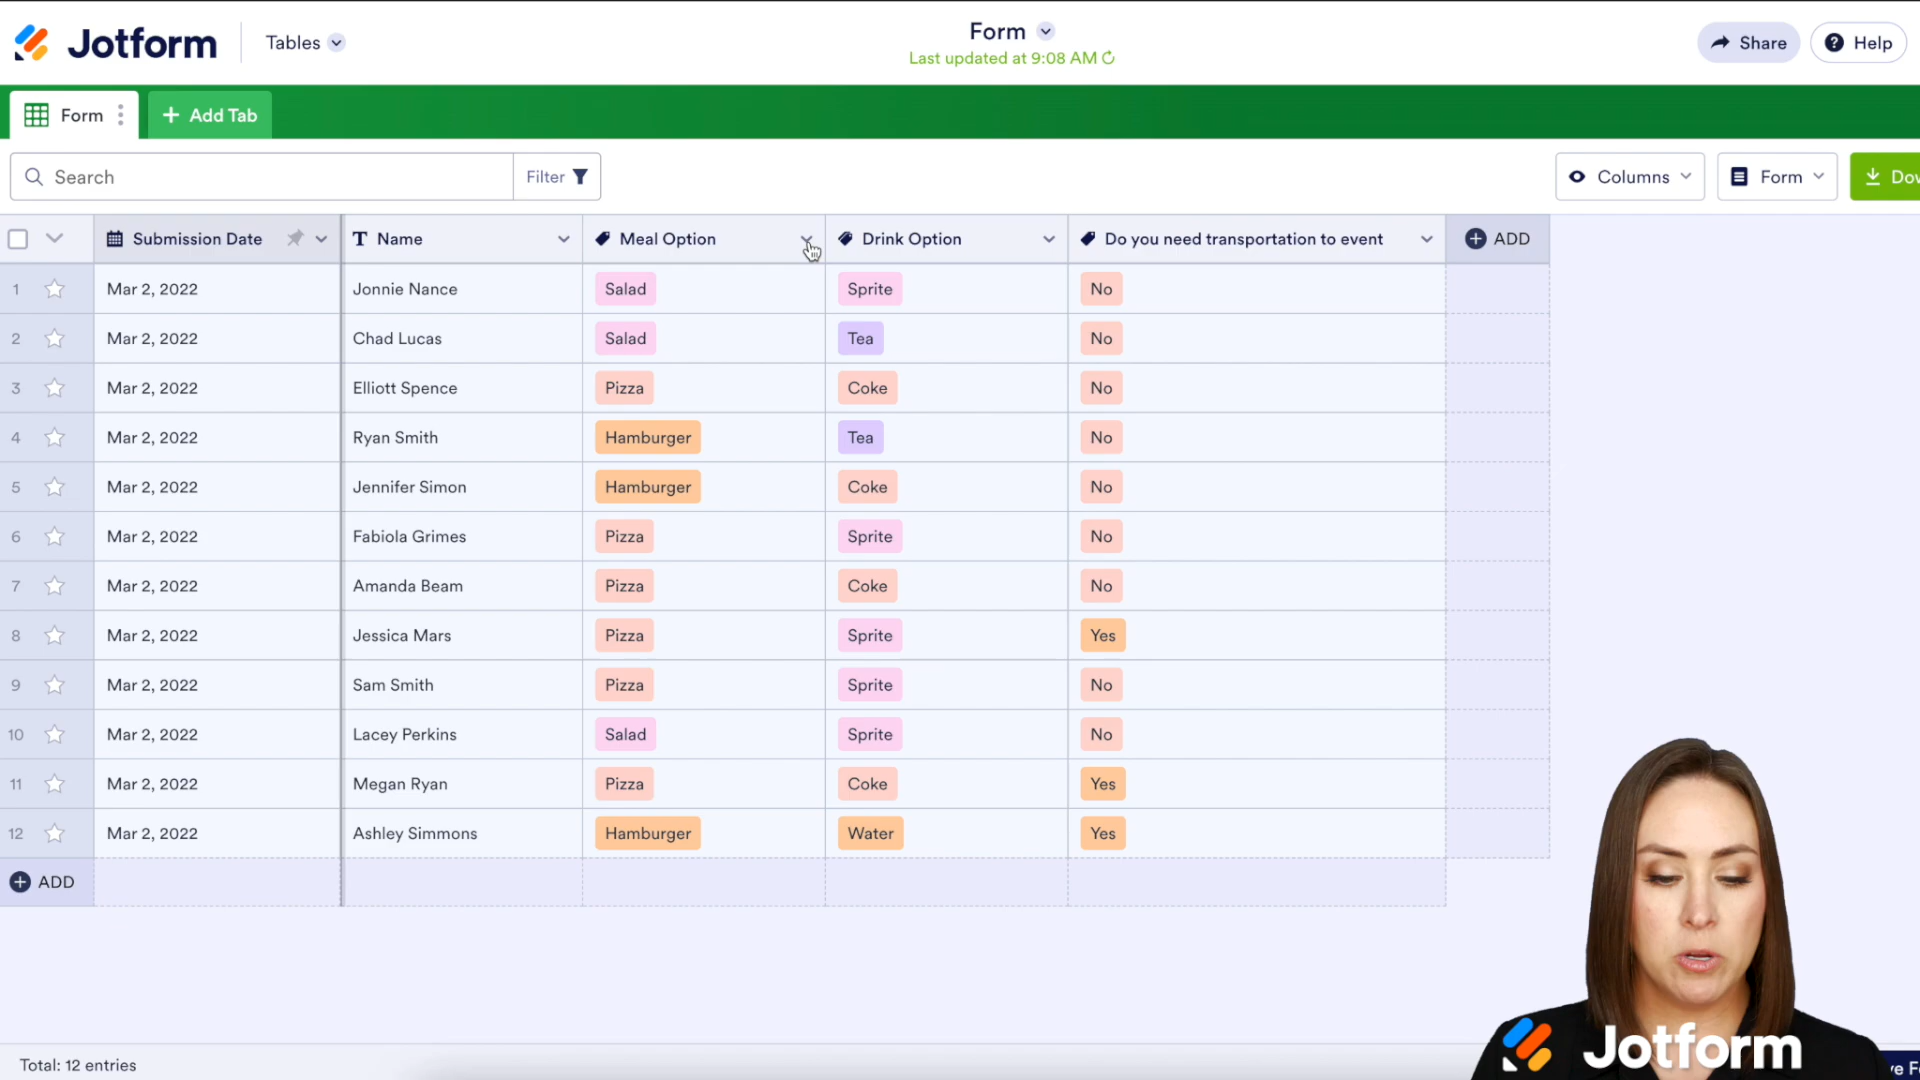 Jotform
Tables
Form
Last updated at 9:08 AM
Share
Help
Form
Add Tab
Search
Filter
Columns
Form
Submission Date
Name
Meal Option
Drink Option
Do you need transportation to event
ADD
1 Mar 2, 2022 Jonnie Nance Salad Sprite No
2 Mar 2, 2022 Chad Lucas Salad Tea No
3 Mar 2, 2022 Elliott Spence Pizza Coke No
4 Mar 2, 2022 Ryan Smith Hamburger Tea No
5 Mar 2, 2022 Jennifer Simon Hamburger Coke No
6 Mar 2, 2022 Fabiola Grimes Pizza Sprite No
7 Mar 2, 2022 Amanda Beam Pizza Coke No
8 Mar 2, 2022 Jessica Mars Pizza Sprite Yes
9 Mar 2, 2022 Sam Smith Pizza Sprite No
10 Mar 2, 2022 Lacey Perkins Salad Sprite No
11 Mar 2, 2022 Megan Ryan Pizza Coke Yes
12 Mar 2, 2022 Ashley Simmons Hamburger Water Yes
ADD
Total: 12 entries
Jotform